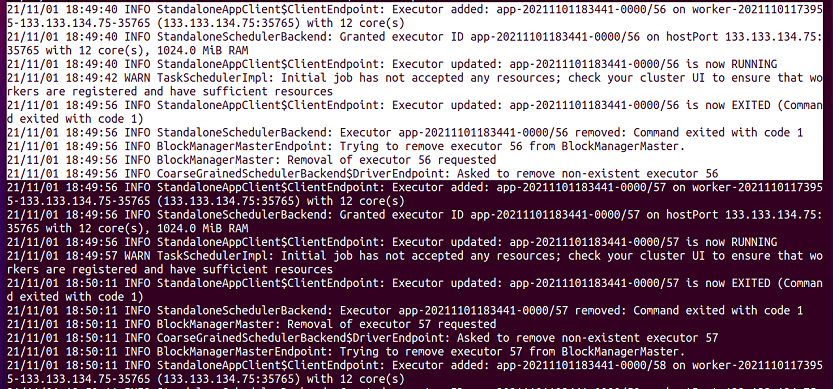 21/11/01 18:49:40 INFO StandaloneAppClient$ClientEndpoint: Executor added: app-20211101183441-0000/56 on worker-2021110117395
5-133.133.134.75-35765 (133.133.134.75:35765) with 12 core(s)
21/11/01 18:49:40 INFO StandaloneSchedulerBackend: Granted executor ID app-20211101183441-0000/56 on hostPort 133.133.134.75:
35765 with 12 core(s), 1024.0 MiB RAM
21/11/01 18:49:40 INFO StandaloneAppClient$ClientEndpoint: Executor updated: app-20211101183441-0000/56 is now RUNNING
21/11/01 18:49:42 WARN TaskSchedulerImpl: Initial job has not accepted any resources; check your cluster UI to ensure that wo
rkers are registered and have sufficient resources
21/11/01 18:49:56 INFO StandaloneAppClient$ClientEndpoint: Executor updated: app-20211101183441-0000/56 is now EXITED (Comman
d exited with code 1)
21/11/01 18:49:56 INFO StandaloneSchedulerBackend: Executor app-20211101183441-0000/56 removed: Command exited with code 1
21/11/01 18:49:56 INFO BlockManagerMasterEndpoint: Trying to remove executor 56 from BlockManagerMaster.
21/11/01 18:49:56 INFO BlockManagerMaster: Removal of executor 56 requested
21/11/01 18:49:56 INFO CoarseGrainedSchedulerBackend$DriverEndpoint: Asked to remove non-existent executor 56
21/11/01 18:49:56 INFO StandaloneAppClient$ClientEndpoint: Executor added: app-20211101183441-0000/57 on worker-2021110117395
5-133.133.134.75-35765 (133.133.134.75:35765) with 12 core(s)
21/11/01 18:49:56 INFO StandaloneSchedulerBackend: Granted executor ID app-20211101183441-0000/57 on hostPort 133.133.134.75:
35765 with 12 core(s), 1024.0 MiB RAM
21/11/01 18:49:56 INFO StandaloneAppClient$ClientEndpoint: Executor updated: app-20211101183441-0000/57 is now RUNNING
21/11/01 18:49:57 WARN TaskSchedulerImpl: Initial job has not accepted any resources; check your cluster UI to ensure that wo
rkers are registered and have sufficient resources
21/11/01 18:50:11 INFO StandaloneAppClient$ClientEndpoint: Executor updated: app-20211101183441-0000/57 is now EXITED (Comman
d exited with code 1)
21/11/01 18:50:11 INFO StandaloneSchedulerBackend: Executor app-20211101183441-0000/57 removed: Command exited with code 1
21/11/01 18:50:11 INFO BlockManagerMaster: Removal of executor 57 requested
21/11/01 18:50:11 INFO CoarseGrainedSchedulerBackend$DriverEndpoint: Asked to remove non-existent executor 57
21/11/01 18:50:11 INFO BlockManagerMasterEndpoint: Trying to remove executor 57 from BlockManagerMaster.
21/11/01 18:50:11 INFO StandaloneAppClient$ClientEndpoint: Executor added: app-20211101183441-0000/58 on worker-2021110117395
5-133.133.134.75-35765 (133.133.134.75:35765) with 12 core(s)